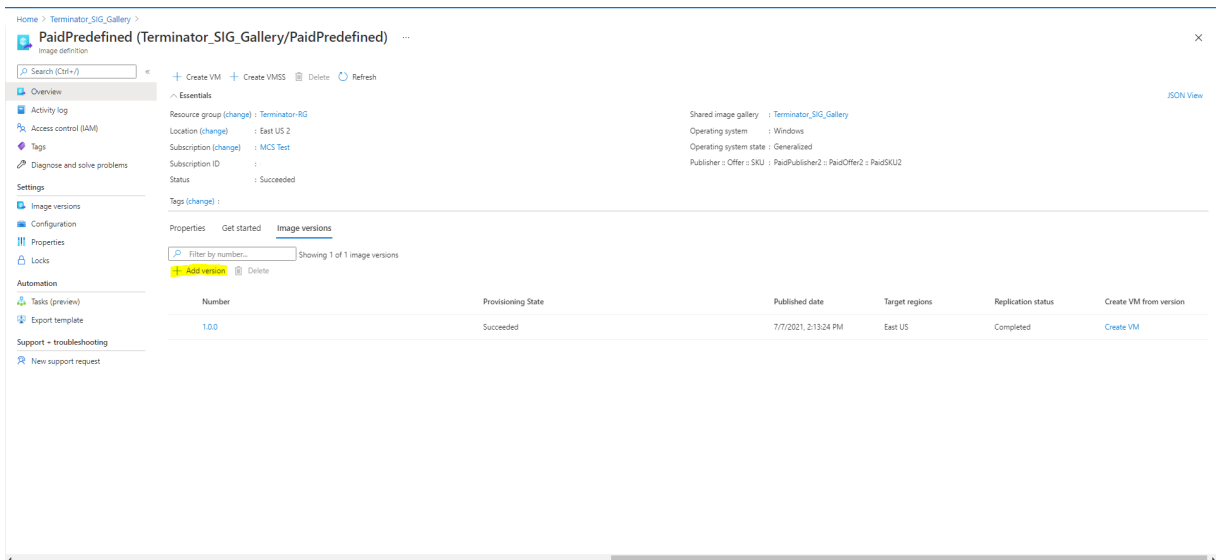 Home > Terminator_SIG_Gallery >
PaidPredefined (Terminator_SIG_Gallery/PaidPredefined) ...
Image definition
Search (Ctrl+/) «
Overview
Activity log
Access control (IAM)
Tags
Diagnose and solve problems
Settings
Image versions
Configuration
Properties
Locks
Automation
Tasks (preview)
Export template
Support + troubleshooting
New support request
+ Create VM + Create VMSS Delete Refresh
Essentials JSON View
Resource group (change) : Terminator-RG
Location (change) : East US 2
Subscription (change) : MCS Test
Subscription ID :
Status : Succeeded
Shared image gallery : Terminator_SIG_Gallery
Operating system : Windows
Operating system state : Generalized
Publisher :: Offer :: SKU : PaidPublisher2 :: PaidOffer2 :: PaidSKU2
Tags (change) :
Properties Get started Image versions
Filter by number... Showing 1 of 1 image versions
+ Add version Delete
Number Provisioning State Published date Target regions Replication status Create VM from version
1.0.0 Succeeded 7/7/2021, 2:13:24 PM East US Completed Create VM